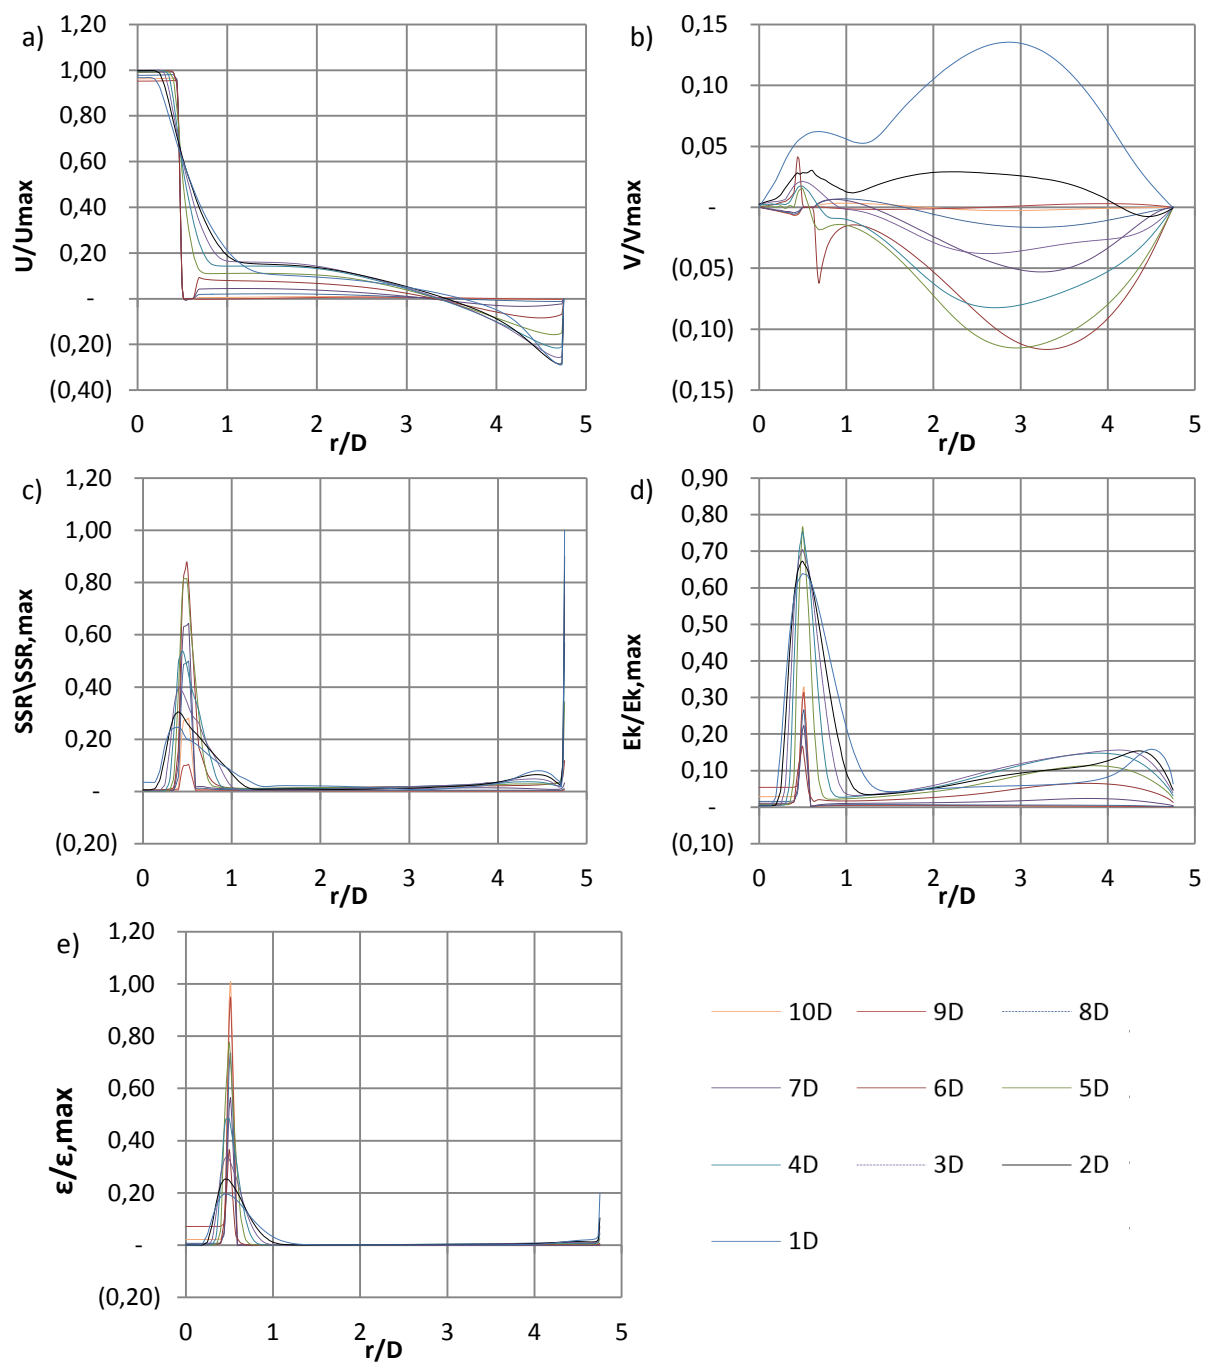 a)
1,20
1,00
0,80
0,60
0,40
0,20
-
(0,20)
(0,40)
U/Umax
0 1 2 3 4 5
r/D
b)
0,15
0,10
0,05
-
(0,05)
(0,10)
(0,15)
V/Vmax
0 1 2 3 4 5
r/D
c)
1,20
1,00
0,80
0,60
0,40
0,20
-
(0,20)
SSR\SSR,max
0 1 2 3 4 5
r/D
d)
0,90
0,80
0,70
0,60
0,50
0,40
0,30
0,20
0,10
-
(0,10)
Ek/Ek,max
0 1 2 3 4 5
r/D
e)
1,20
1,00
0,80
0,60
0,40
0,20
-
(0,20)
ε/ε,max
0 1 2 3 4 5
r/D
10D 9D 8D
7D 6D 5D
4D 3D 2D
1D